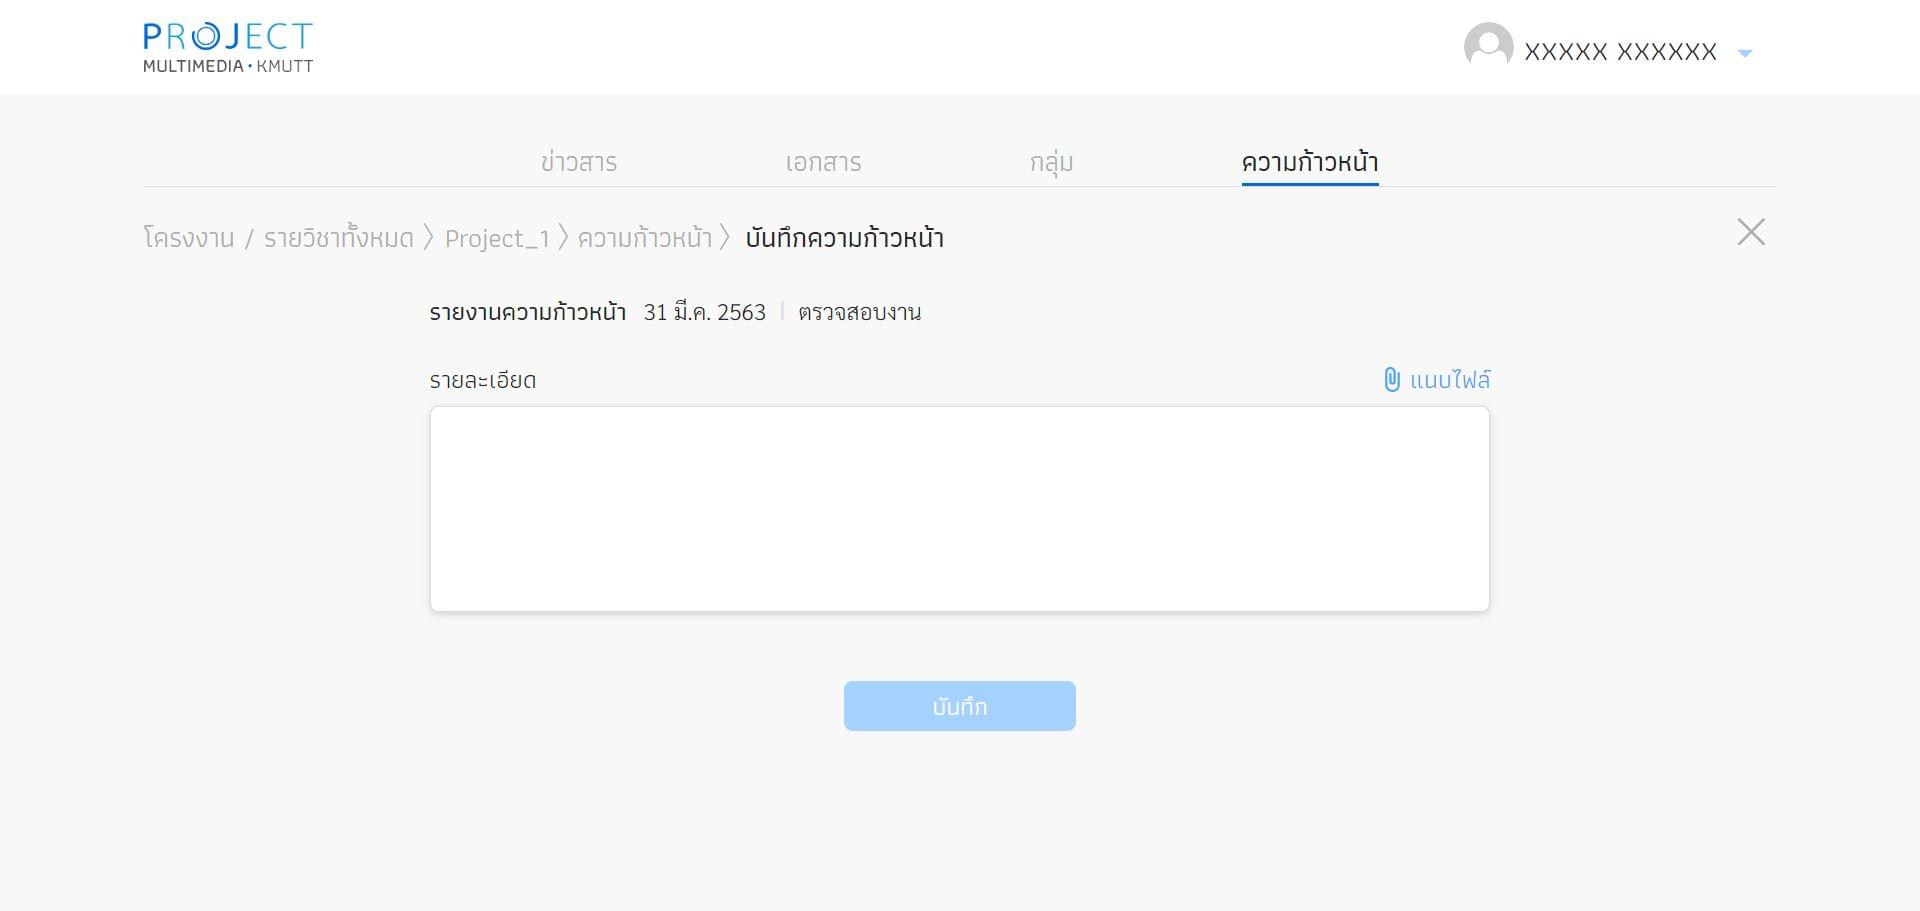 PROJECT
MULTIMEDIA • KMUTT
XXXXX XXXXXX
ข่าวสาร เอกสาร กลุ่ม ความก้าวหน้า
โครงงาน / รายวิชาทั้งหมด 〉 Project_1 〉 ความก้าวหน้า 〉 บันทึกความก้าวหน้า
รายงานความก้าวหน้า 31 มี.ค. 2563 | ตรวจสอบงาน
รายละเอียด แนบไฟล์
บันทึก